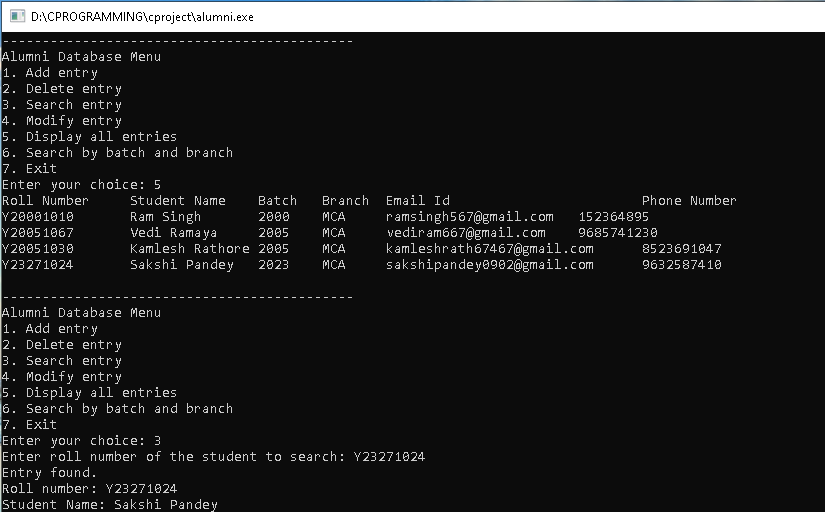 D:\CPROGRAMMING\cproject\alumni.exe
--------------------------------------------
Alumni Database Menu
1. Add entry
2. Delete entry
3. Search entry
4. Modify entry
5. Display all entries
6. Search by batch and branch
7. Exit
Enter your choice: 5
Roll Number     Student Name    Batch   Branch  Email Id                        Phone Number
Y20001010       Ram Singh       2000    MCA     ramsingh567@gmail.com   152364895
Y20051067       Vedi Ramaya     2005    MCA     vediram667@gmail.com    9685741230
Y20051030       Kamlesh Rathore 2005    MCA     kamleshrath67467@gmail.com      8523691047
Y23271024       Sakshi Pandey   2023    MCA     sakshipandey0902@gmail.com      9632587410
--------------------------------------------
Alumni Database Menu
1. Add entry
2. Delete entry
3. Search entry
4. Modify entry
5. Display all entries
6. Search by batch and branch
7. Exit
Enter your choice: 3
Enter roll number of the student to search: Y23271024
Entry found.
Roll number: Y23271024
Student Name: Sakshi Pandey